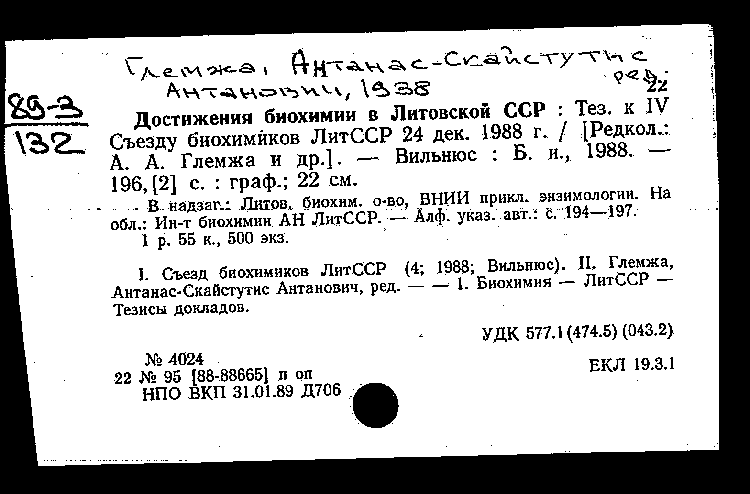 Глемжа, Антанас-Скайстутис
Антанович, 1938
ред.
22
89-3
132
Достижения биохимии в Литовской ССР : Тез. к IV
Съезду биохимиков ЛитССР 24 дек. 1988 г. / [Редкол.:
А. А. Глемжа и др.]. — Вильнюс : Б. и., 1988. —
196, [2] с. : граф.; 22 см.
В надзаг.: Литов. биохим. о-во, ВНИИ прикл. энзимологии. На
обл.: Ин-т биохимии АН ЛитССР. — Алф. указ. авт.: с. 194—197.
1 р. 55 к., 500 экз.
I. Съезд биохимиков ЛитССР (4; 1988; Вильнюс). II. Глемжа,
Антанас-Скайстутис Антанович, ред. — — 1. Биохимия — ЛитССР —
Тезисы докладов.
УДК 577.1(474.5)(043.2)
№ 4024
22 № 95 [88-88665] п оп
ЕКЛ 19.3.1
НПО ВКП 31.01.89 Д706